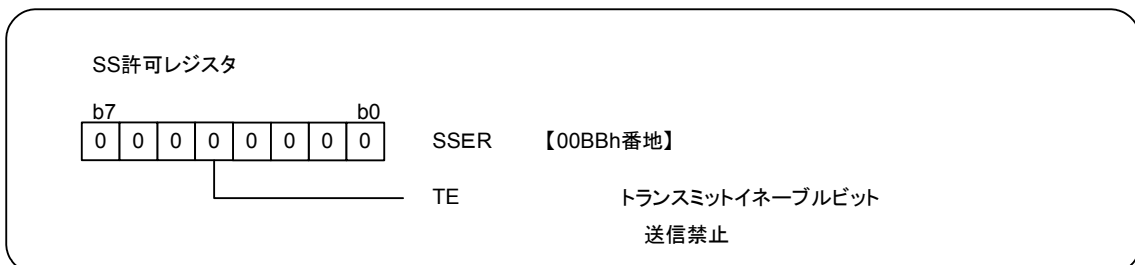 SS許可レジスタ
b7 b0
0 0 0 0 0 0 0 0 SSER 【00BBh番地】
TE トランスミットイネーブルビット
送信禁止